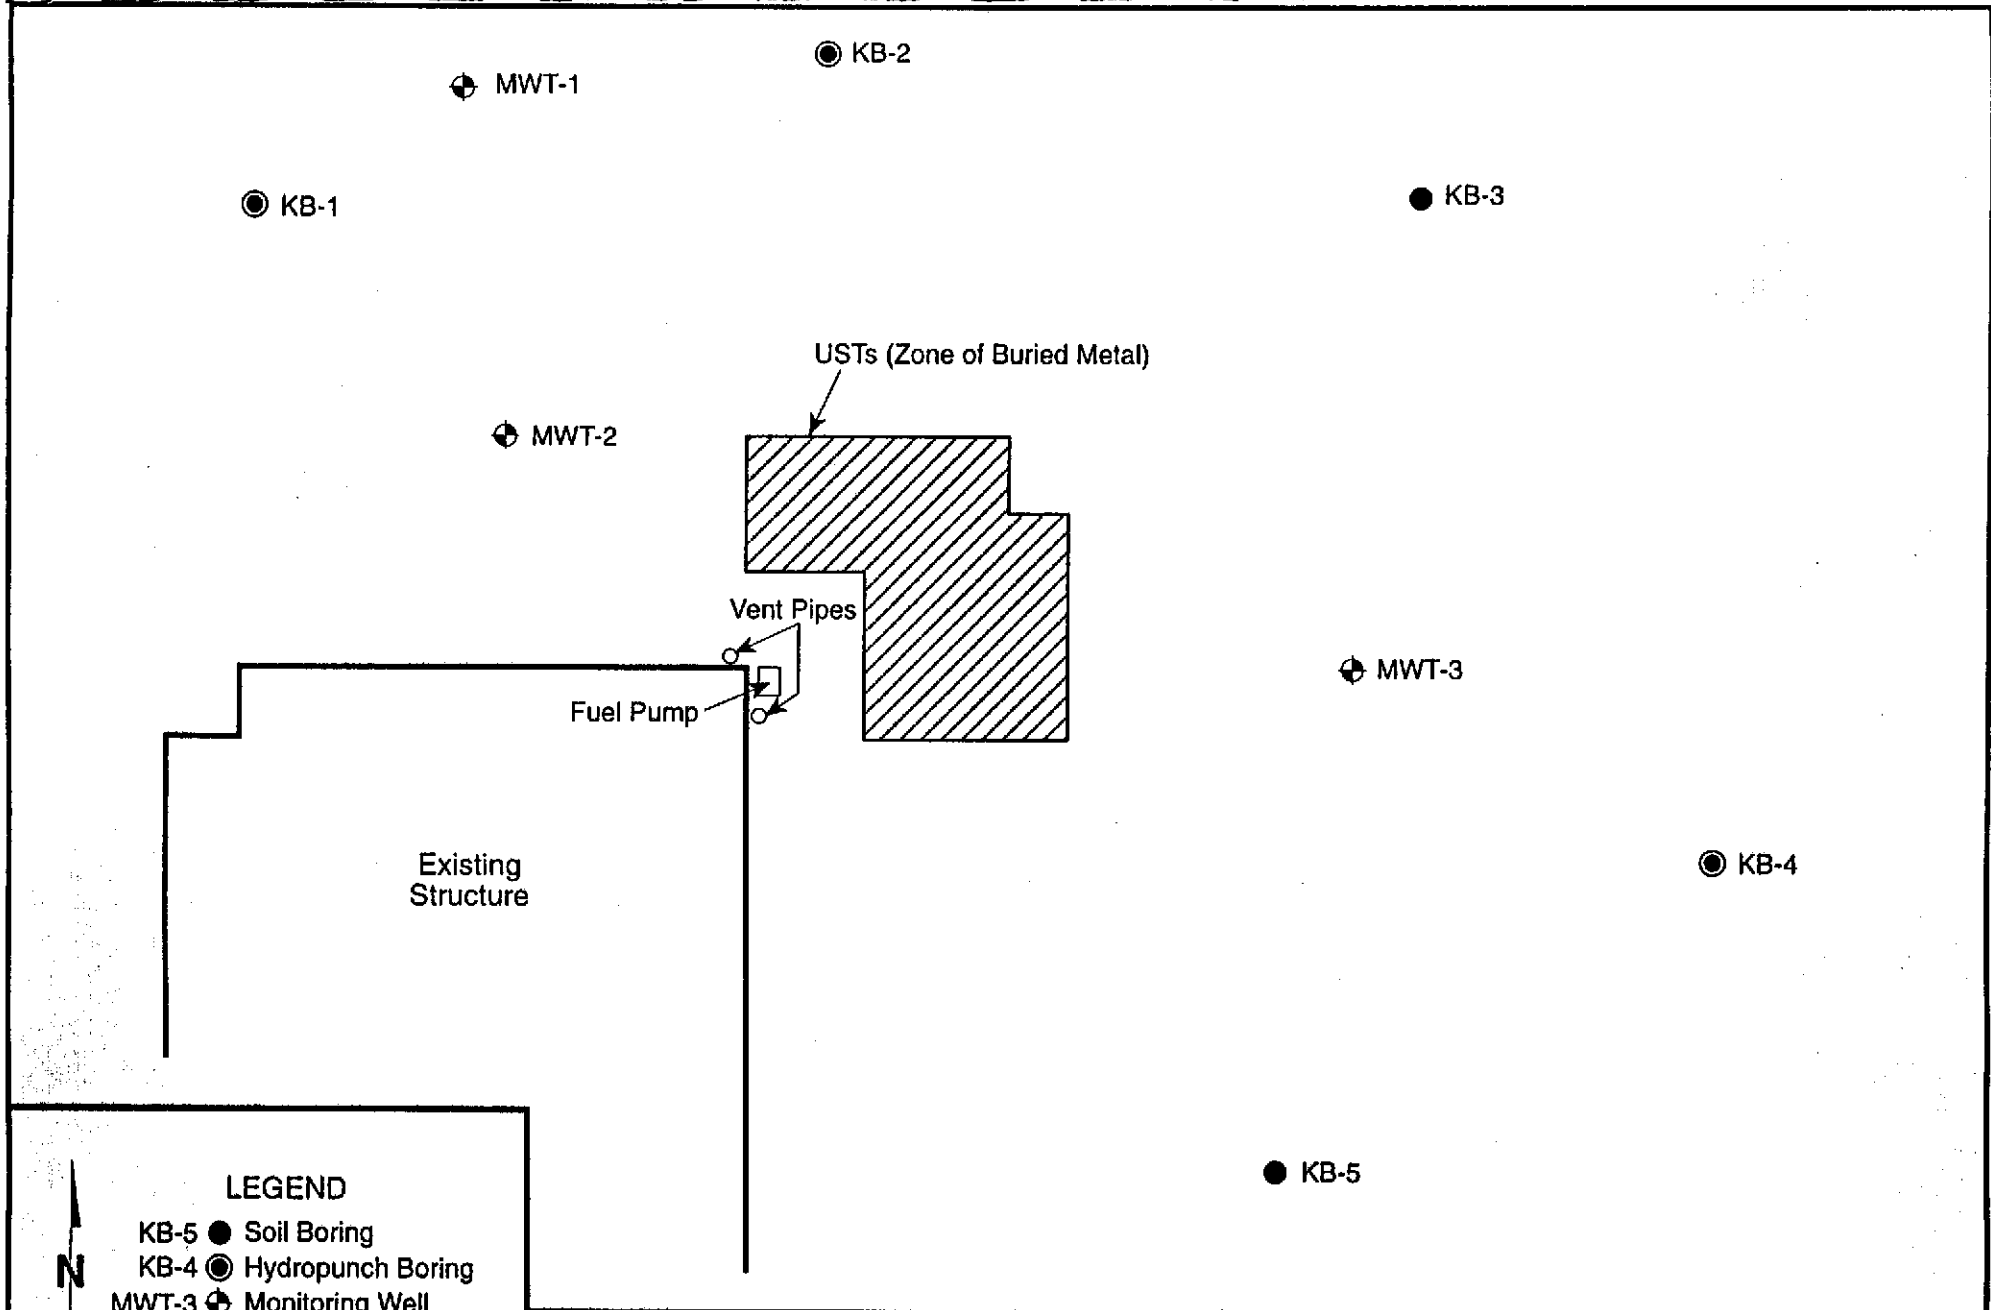 KB-2
MWT-1
KB-3
KB-1
USTs (Zone of Buried Metal)
MWT-2
Vent Pipes
MWT-3
Fuel Pump
Existing
Structure
KB-4
KB-5
LEGEND
KB-5 Soil Boring
KB-4 Hydropunch Boring
N
MWT-3 Monitoring Well